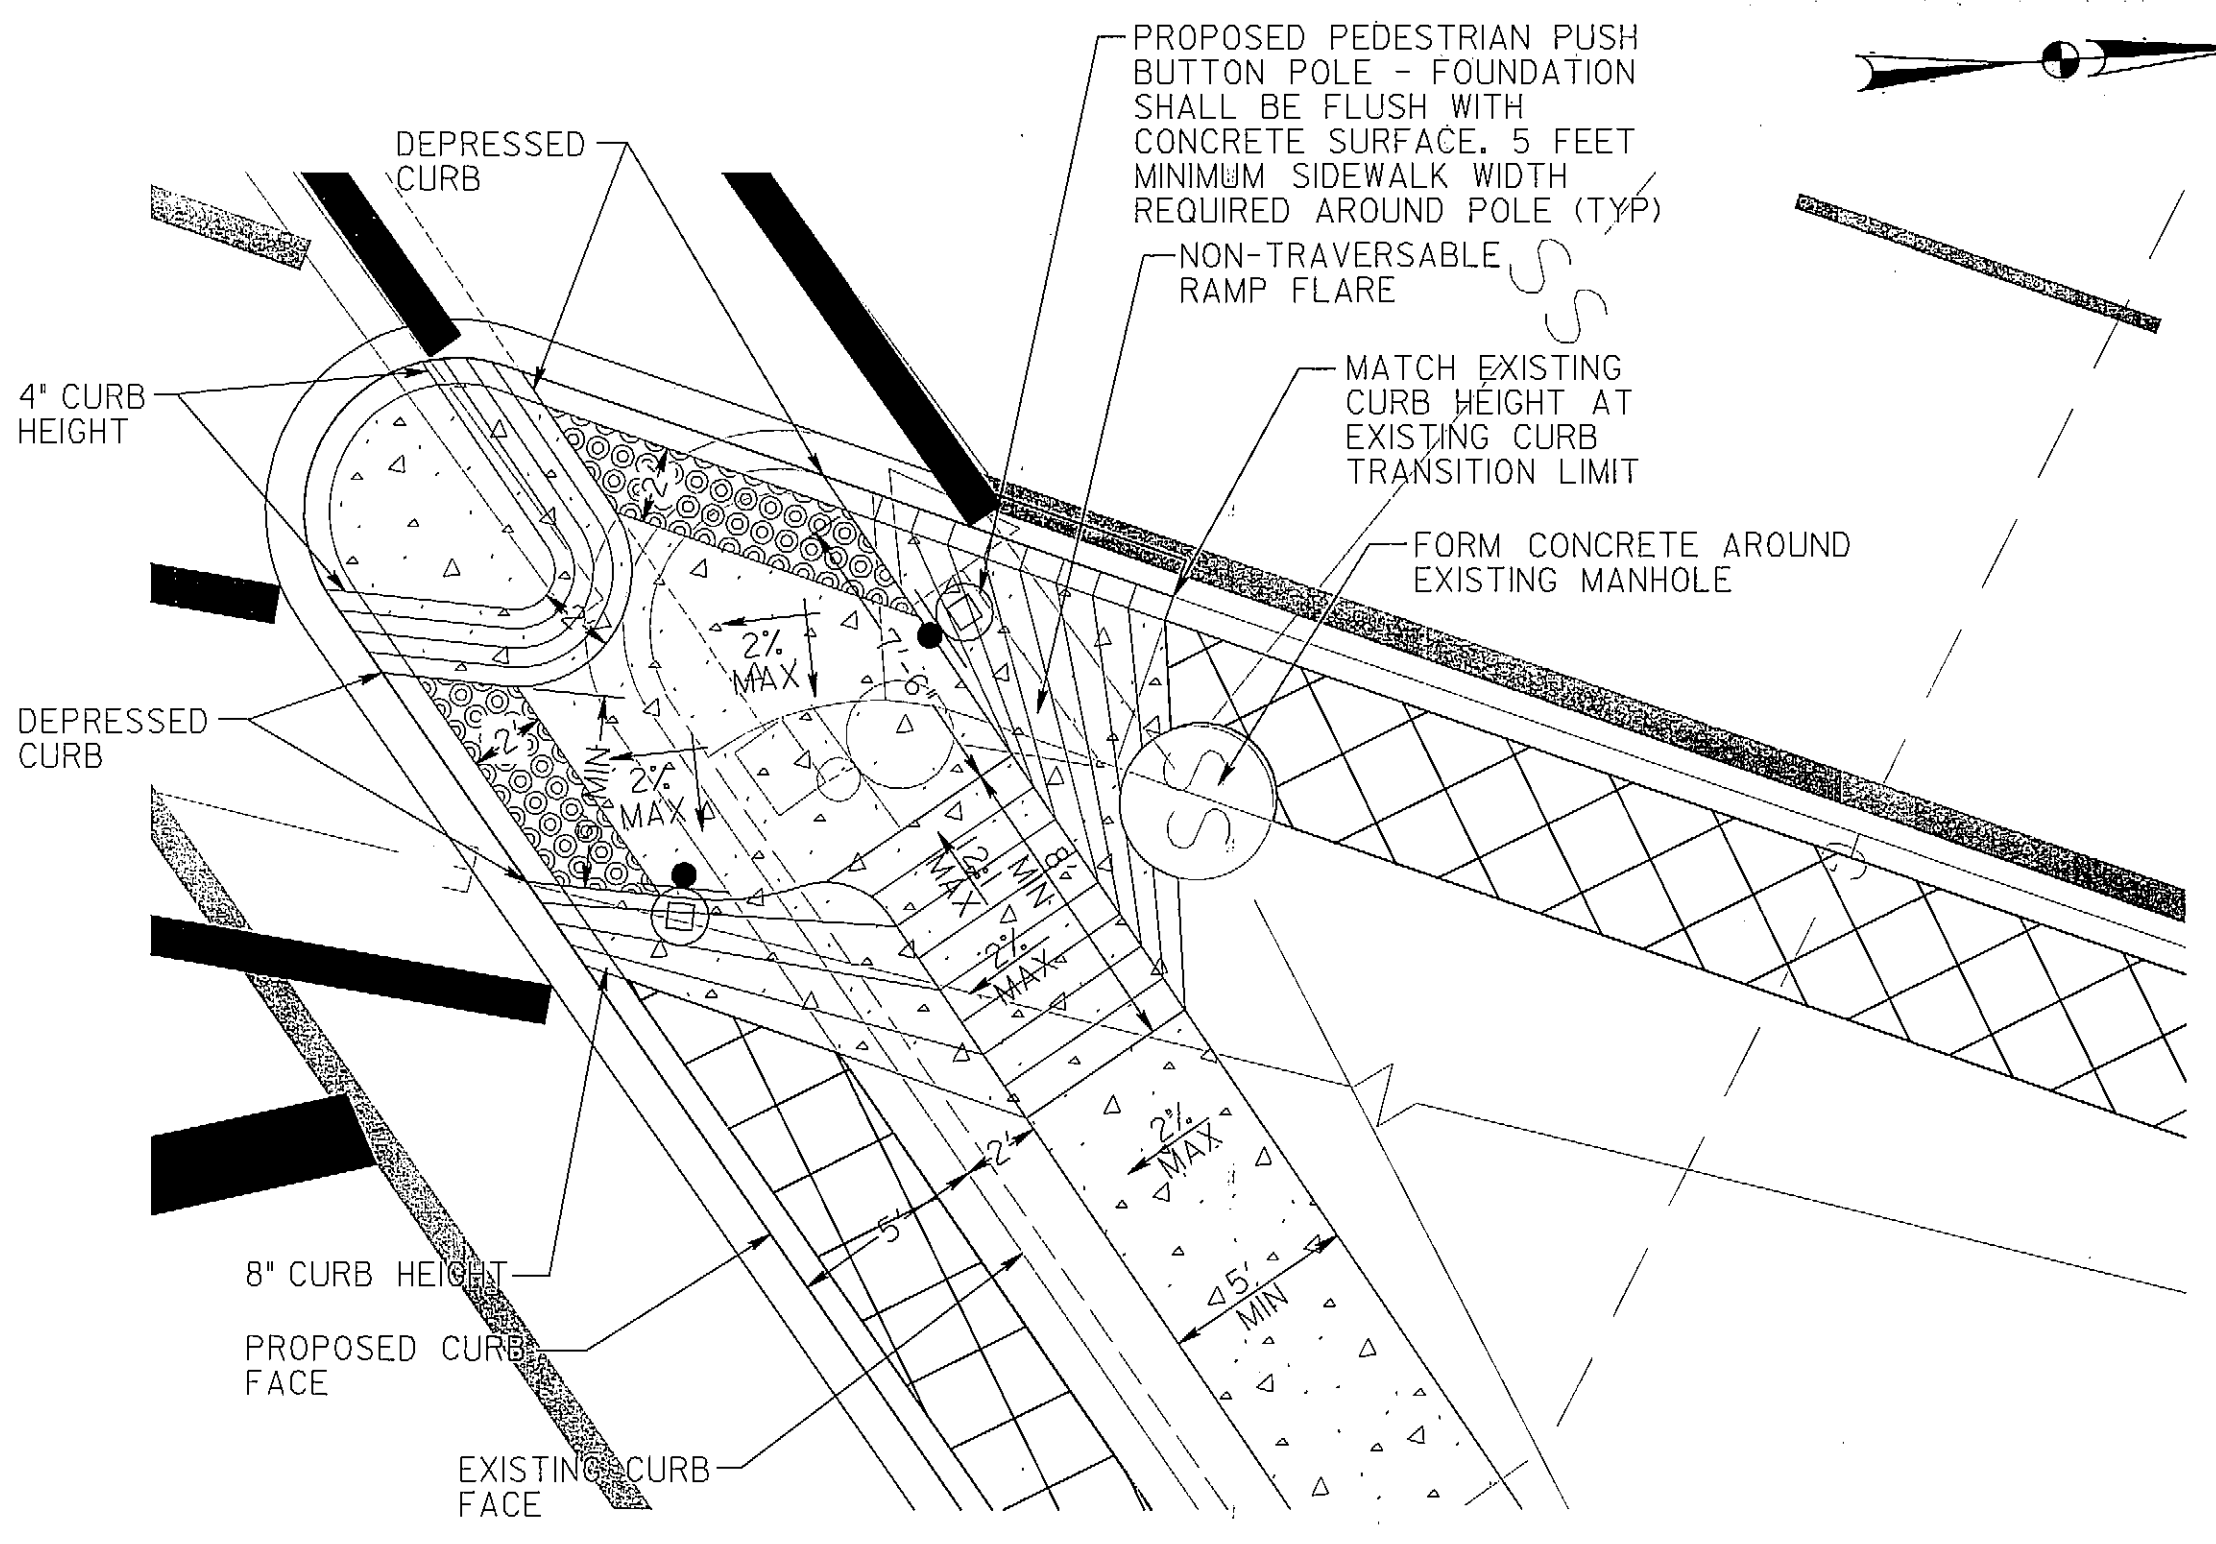 PROPOSED PEDESTRIAN PUSH
BUTTON POLE - FOUNDATION
SHALL BE FLUSH WITH
CONCRETE SURFACE. 5 FEET
MINIMUM SIDEWALK WIDTH
REQUIRED AROUND POLE (TYP)
DEPRESSED
CURB
NON-TRAVERSABLE
RAMP FLARE
S
S
MATCH EXISTING
CURB HEIGHT AT
EXISTING CURB
TRANSITION LIMIT
4" CURB
HEIGHT
2'
FORM CONCRETE AROUND
EXISTING MANHOLE
2'
2%
MAX
DEPRESSED
CURB
2'
MIN
2%
MAX
S
MAX
8'
MIN
2%
MAX
2%
MAX
2'
5'
5'
MIN
8" CURB HEIGHT
PROPOSED CURB
FACE
EXISTING CURB
FACE